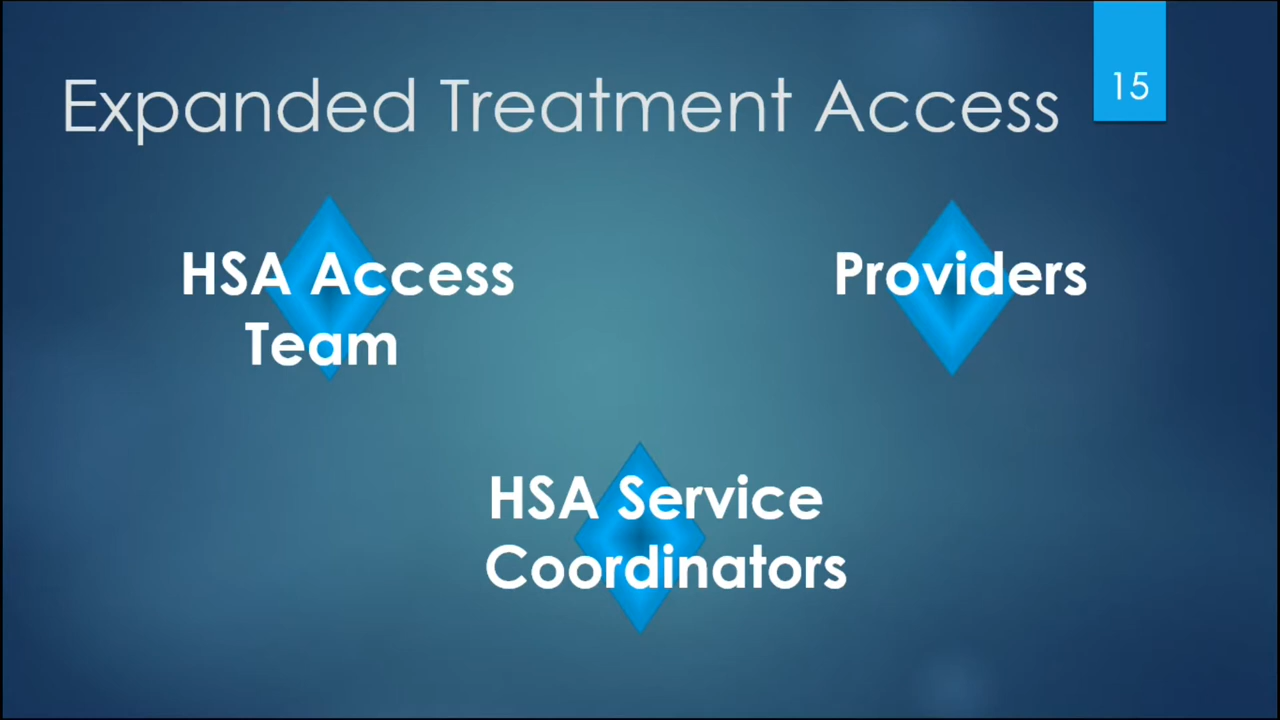 Expanded Treatment Access
15
HSA Access
Team
Providers
HSA Service
Coordinators